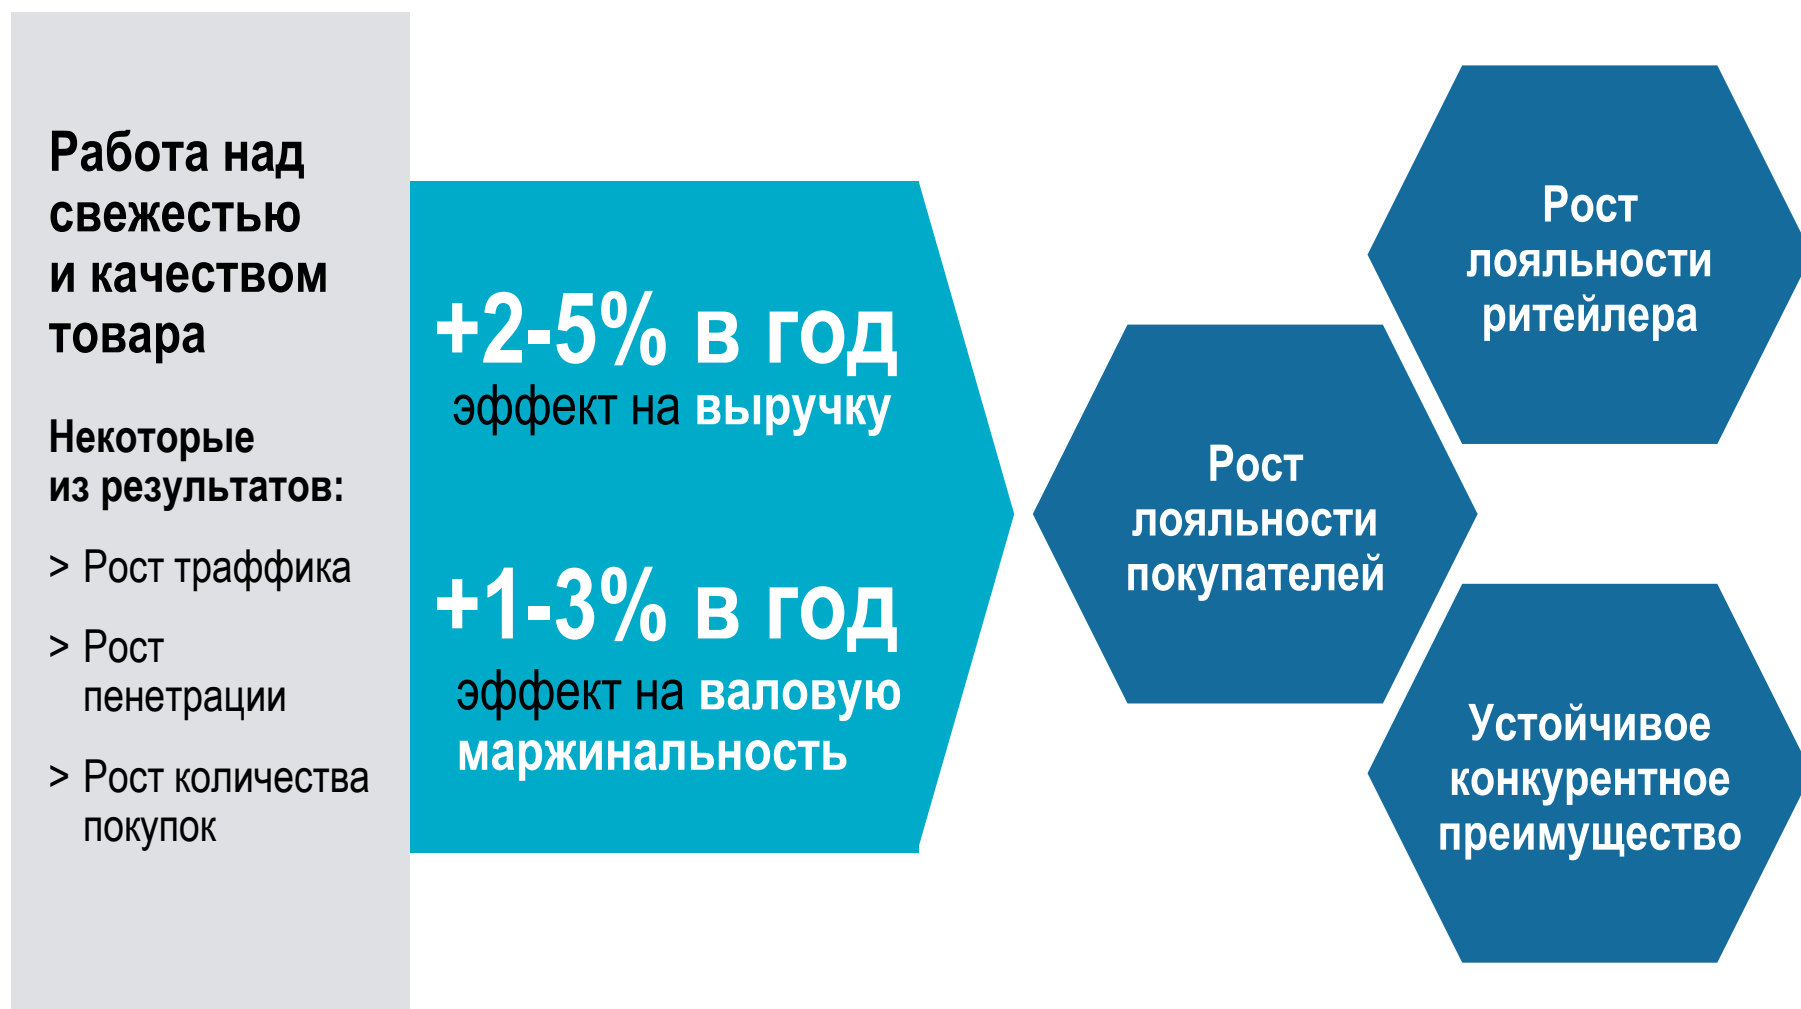 Работа над
свежестью
и качеством
товара
Некоторые
из результатов:
> Рост траффика
> Рост
пенетрации
> Рост количества
покупок
+2-5% в год
эффект на выручку
+1-3% в год
эффект на валовую
маржинальность
Рост
лояльности
покупателей
Рост
лояльности
ритейлера
Устойчивое
конкурентное
преимущество